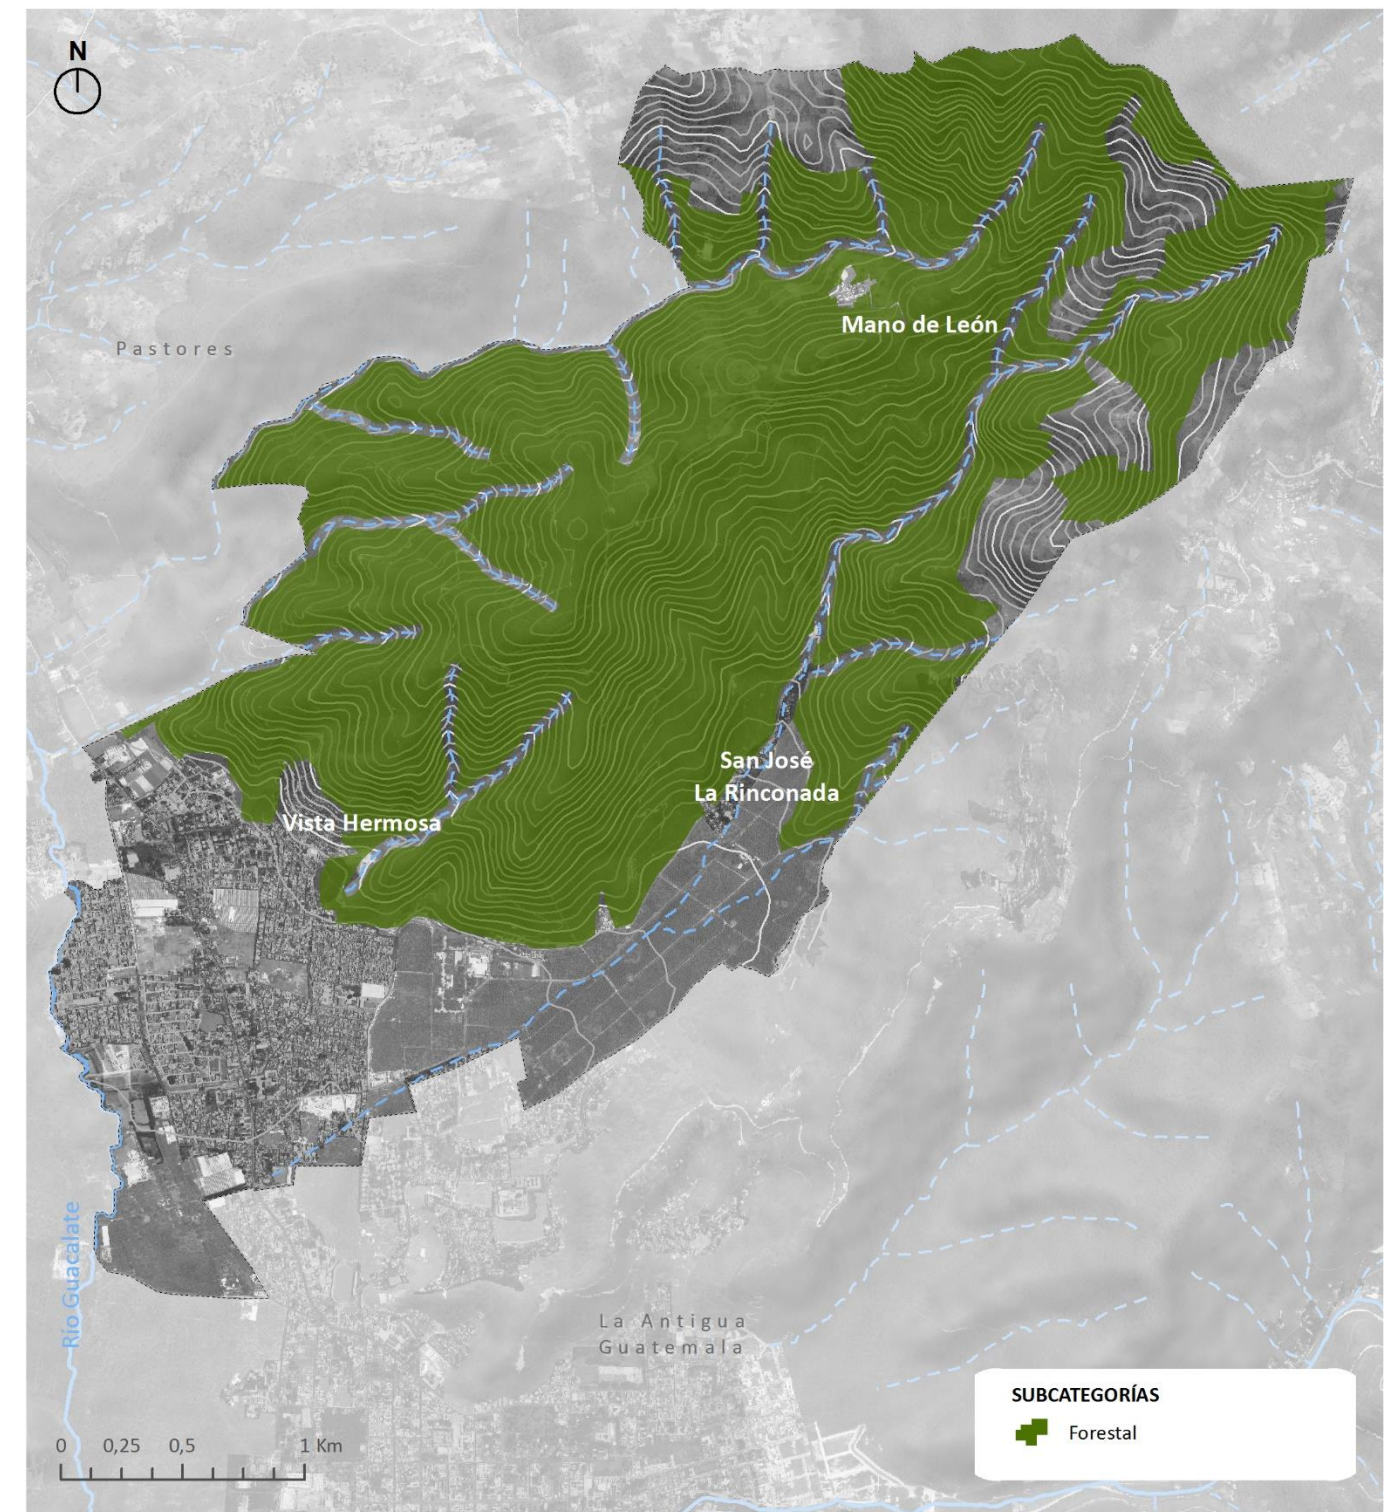 N
Pastores
Mano de León
San José
La Rinconada
Vista Hermosa
Río Guacalate
La Antigua
Guatemala
SUBCATEGORÍAS
Forestal
0 0,25 0,5 1 Km